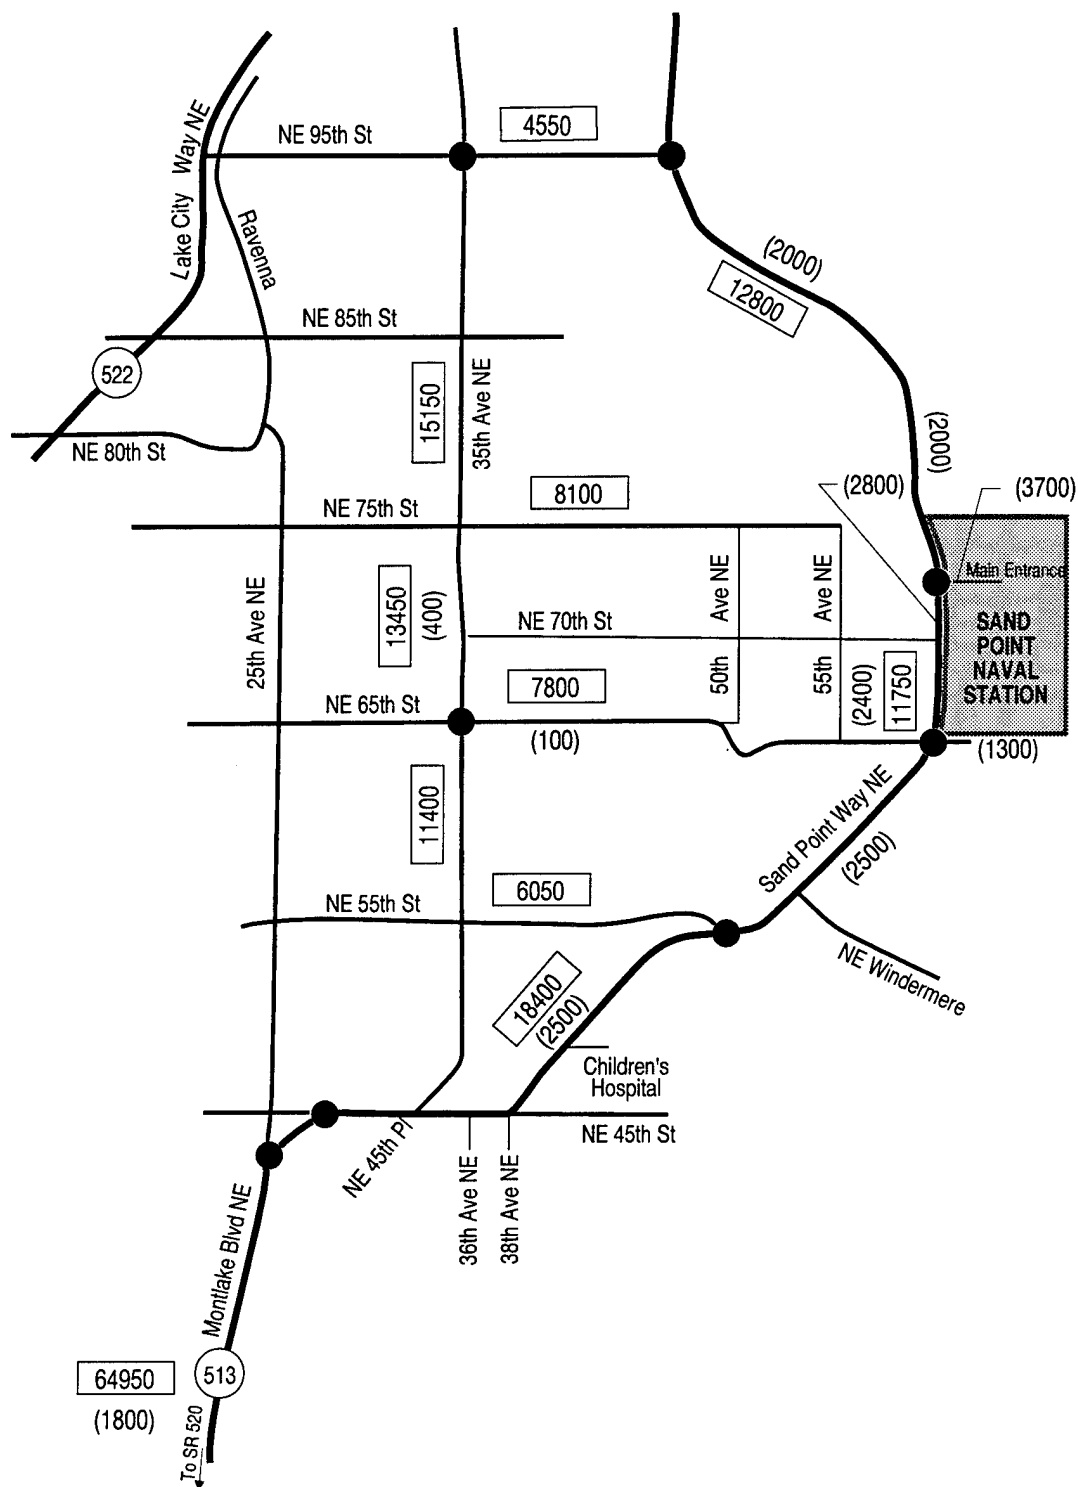 4550
NE 95th St
Lake City Way NE
Ravenna
(2000)
12800
NE 85th St
522
15150
35th Ave NE
(2000)
NE 80th St
8100
(2800)
(3700)
NE 75th St
Main Entrance
25th Ave NE
13450
(400)
NE 70th St
50th Ave NE
55th Ave NE
(2400)
11750
SAND
POINT
NAVAL
STATION
7800
NE 65th St
(100)
(1300)
11400
Sand Point Way NE
(2500)
6050
NE 55th St
NE Windermere
18400
(2500)
Children's
Hospital
NE 45th St
NE 45th Pl
36th Ave NE
38th Ave NE
Montlake Blvd NE
513
64950
(1800)
To SR 520